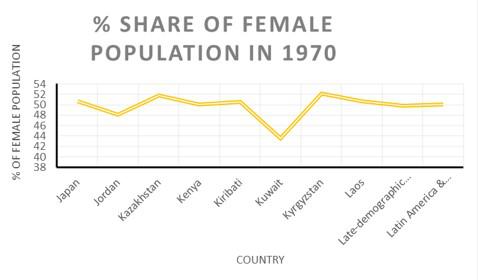 % SHARE OF FEMALE
POPULATION IN 1970
% OF FEMALE POPULATION
54
52
50
48
46
44
42
40
38
Japan
Jordan
Kazakhstan
Kenya
Kiribati
Kuwait
Kyrgyzstan
Laos
Late-demographic...
Latin America &...
COUNTRY